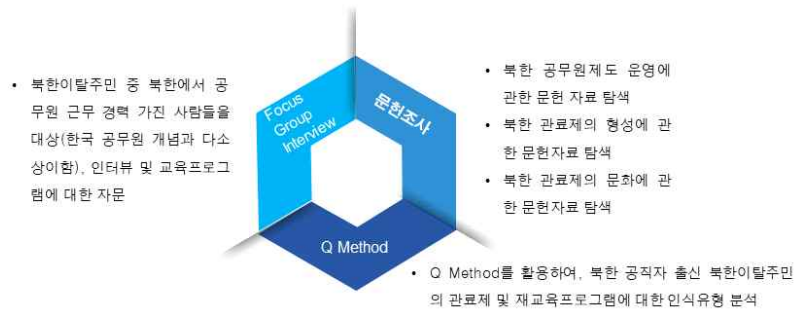 • 북한이탈주민 중 북한에서 공
무원 근무 경력 가진 사람들을
대상(한국 공무원 개념과 다소
상이함), 인터뷰 및 교육프로그
램에 대한 자문
Focus
Group
Interview
문헌조사
• 북한 공무원제도 운영에
관한 문헌 자료 탐색
• 북한 관료제의 형성에 관
한 문헌자료 탐색
• 북한 관료제의 문화에 관
한 문헌자료 탐색
Q Method
• Q Method를 활용하여, 북한 공직자 출신 북한이탈주민
의 관료제 및 재교육프로그램에 대한 인식유형 분석